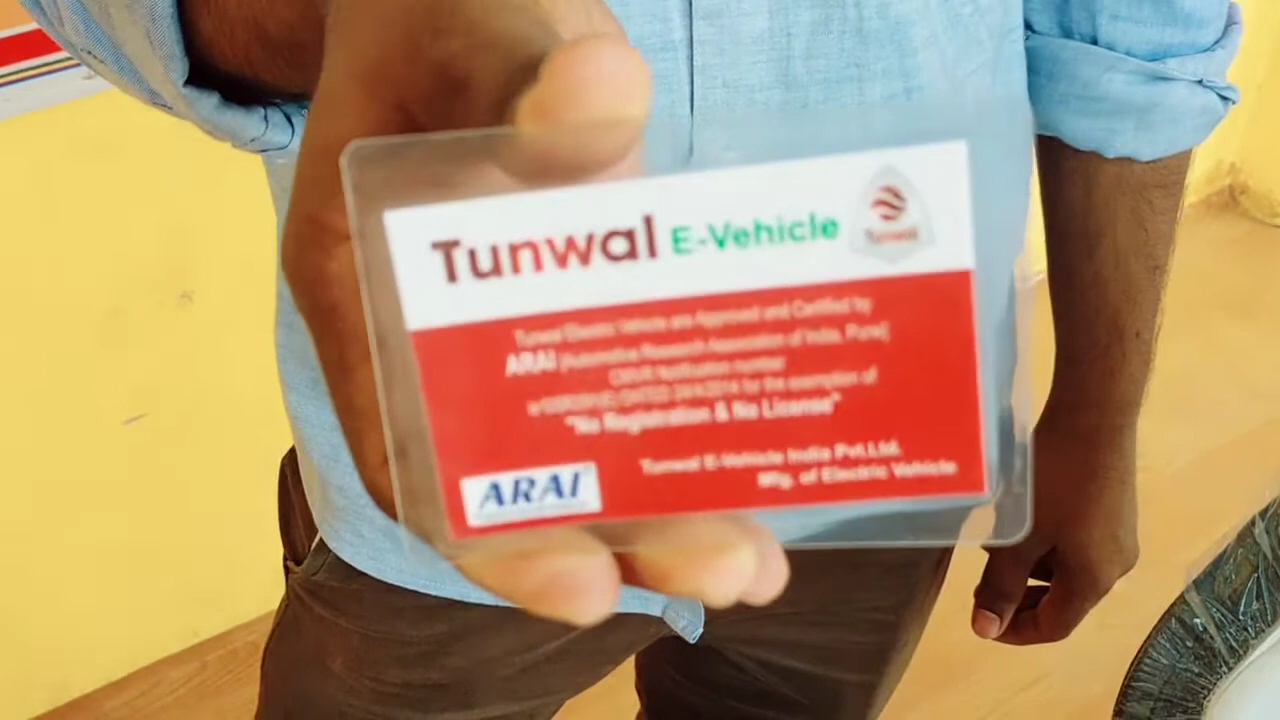 Tunwal E-Vehicle
Tunwal
Tunwal Electric Vehicle are Approved and Certified by
ARAI [Automotive Research Association of India, Pune]
CMVR Notification number
DATED for the exemption of
"No Registration & No License"
Tunwal E-Vehicle India Pvt.Ltd.
Mfg. of Electric Vehicle
ARAI